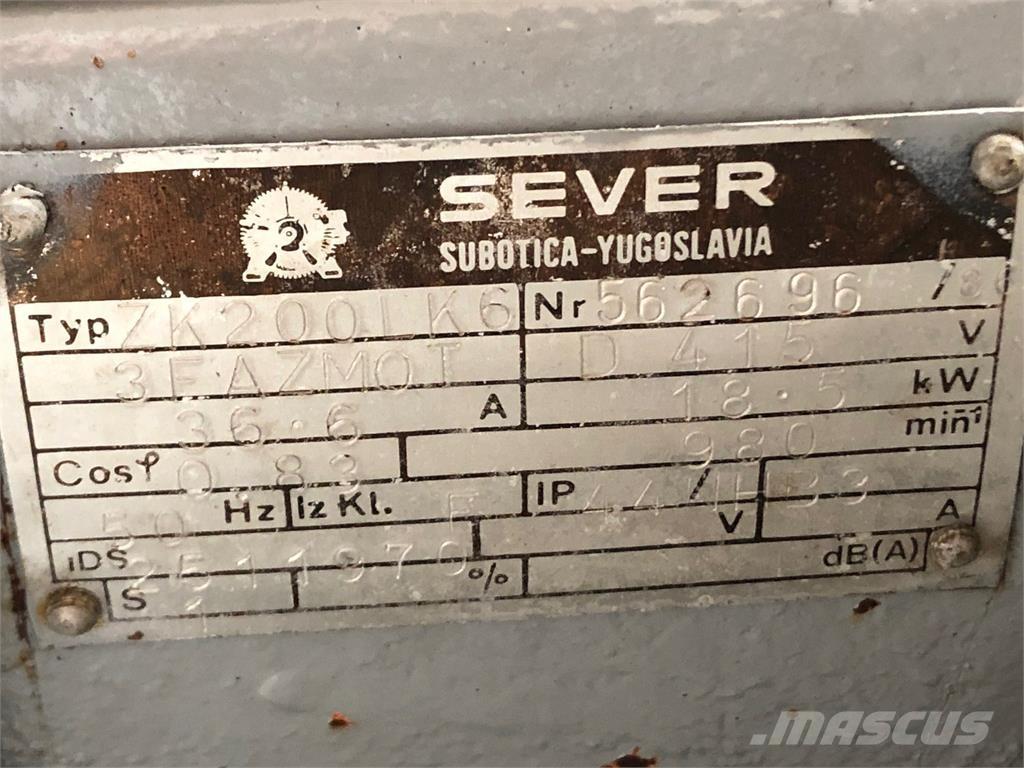 SEVER
SUBOTICA-YUGOSLAVIA
Typ ZK200LK6 Nr 562696 /
3FAZMOT D 415 V
36.6 A 18.5 kW
Cosφ 0.83 980 min⁻¹
50 Hz Iz Kl. F IP 44/ B3
iDS 2511970 V A
S % dB(A)
MASCUS